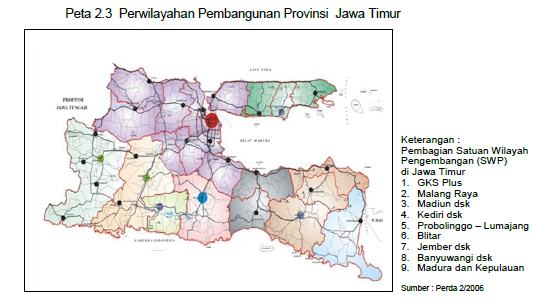 Peta 2.3 Perwilayahan Pembangunan Provinsi Jawa Timur
LAUT JAWA
PROPINSI
JAWA TENGAH
SELAT MADURA
SAMUDERA INDONESIA
Keterangan :
Pembagian Satuan Wilayah
Pengembangan (SWP)
di Jawa Timur
1. GKS Plus
2. Malang Raya
3. Madiun dsk
4. Kediri dsk
5. Probolinggo – Lumajang
6. Blitar
7. Jember dsk
8. Banyuwangi dsk
9. Madura dan Kepulauan
Sumber : Perda 2/2006